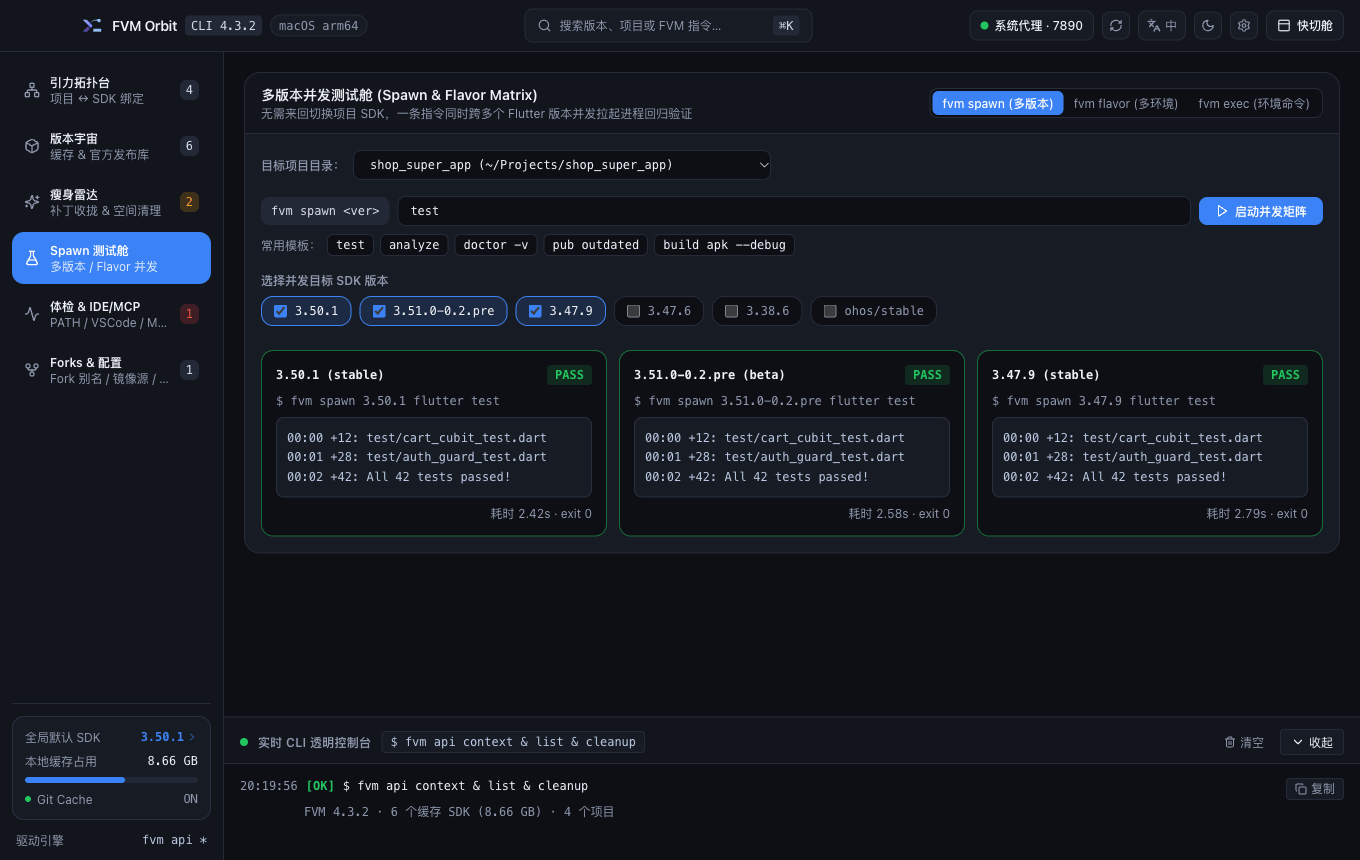 FVM Orbit CLI 4.3.2 macOS arm64
搜索版本、项目或 FVM 指令... ⌘K
系统代理 · 7890
中
快切舱
引力拓扑台
项目 ↔ SDK 绑定
4
版本宇宙
缓存 & 官方发布库
6
瘦身雷达
补丁收拢 & 空间清理
2
Spawn 测试舱
多版本 / Flavor 并发
体检 & IDE/MCP
PATH / VSCode / M...
1
Forks & 配置
Fork 别名 / 镜像源 / ...
1
全局默认 SDK 3.50.1
本地缓存占用 8.66 GB
Git Cache ON
驱动引擎 fvm api *
多版本并发测试舱 (Spawn & Flavor Matrix)
无需来回切换项目 SDK，一条指令同时跨多个 Flutter 版本并发拉起进程回归验证
fvm spawn (多版本) fvm flavor (多环境) fvm exec (环境命令)
目标项目目录： shop_super_app (~/Projects/shop_super_app)
fvm spawn <ver> test 启动并发矩阵
常用模板： test analyze doctor -v pub outdated build apk --debug
选择并发目标 SDK 版本
3.50.1 3.51.0-0.2.pre 3.47.9 3.47.6 3.38.6 ohos/stable
3.50.1 (stable) PASS
$ fvm spawn 3.50.1 flutter test
00:00 +12: test/cart_cubit_test.dart
00:01 +28: test/auth_guard_test.dart
00:02 +42: All 42 tests passed!
耗时 2.42s · exit 0
3.51.0-0.2.pre (beta) PASS
$ fvm spawn 3.51.0-0.2.pre flutter test
00:00 +12: test/cart_cubit_test.dart
00:01 +28: test/auth_guard_test.dart
00:02 +42: All 42 tests passed!
耗时 2.58s · exit 0
3.47.9 (stable) PASS
$ fvm spawn 3.47.9 flutter test
00:00 +12: test/cart_cubit_test.dart
00:01 +28: test/auth_guard_test.dart
00:02 +42: All 42 tests passed!
耗时 2.79s · exit 0
实时 CLI 透明控制台 $ fvm api context & list & cleanup
清空 收起
20:19:56 [OK] $ fvm api context & list & cleanup
复制
FVM 4.3.2 · 6 个缓存 SDK (8.66 GB) · 4 个项目